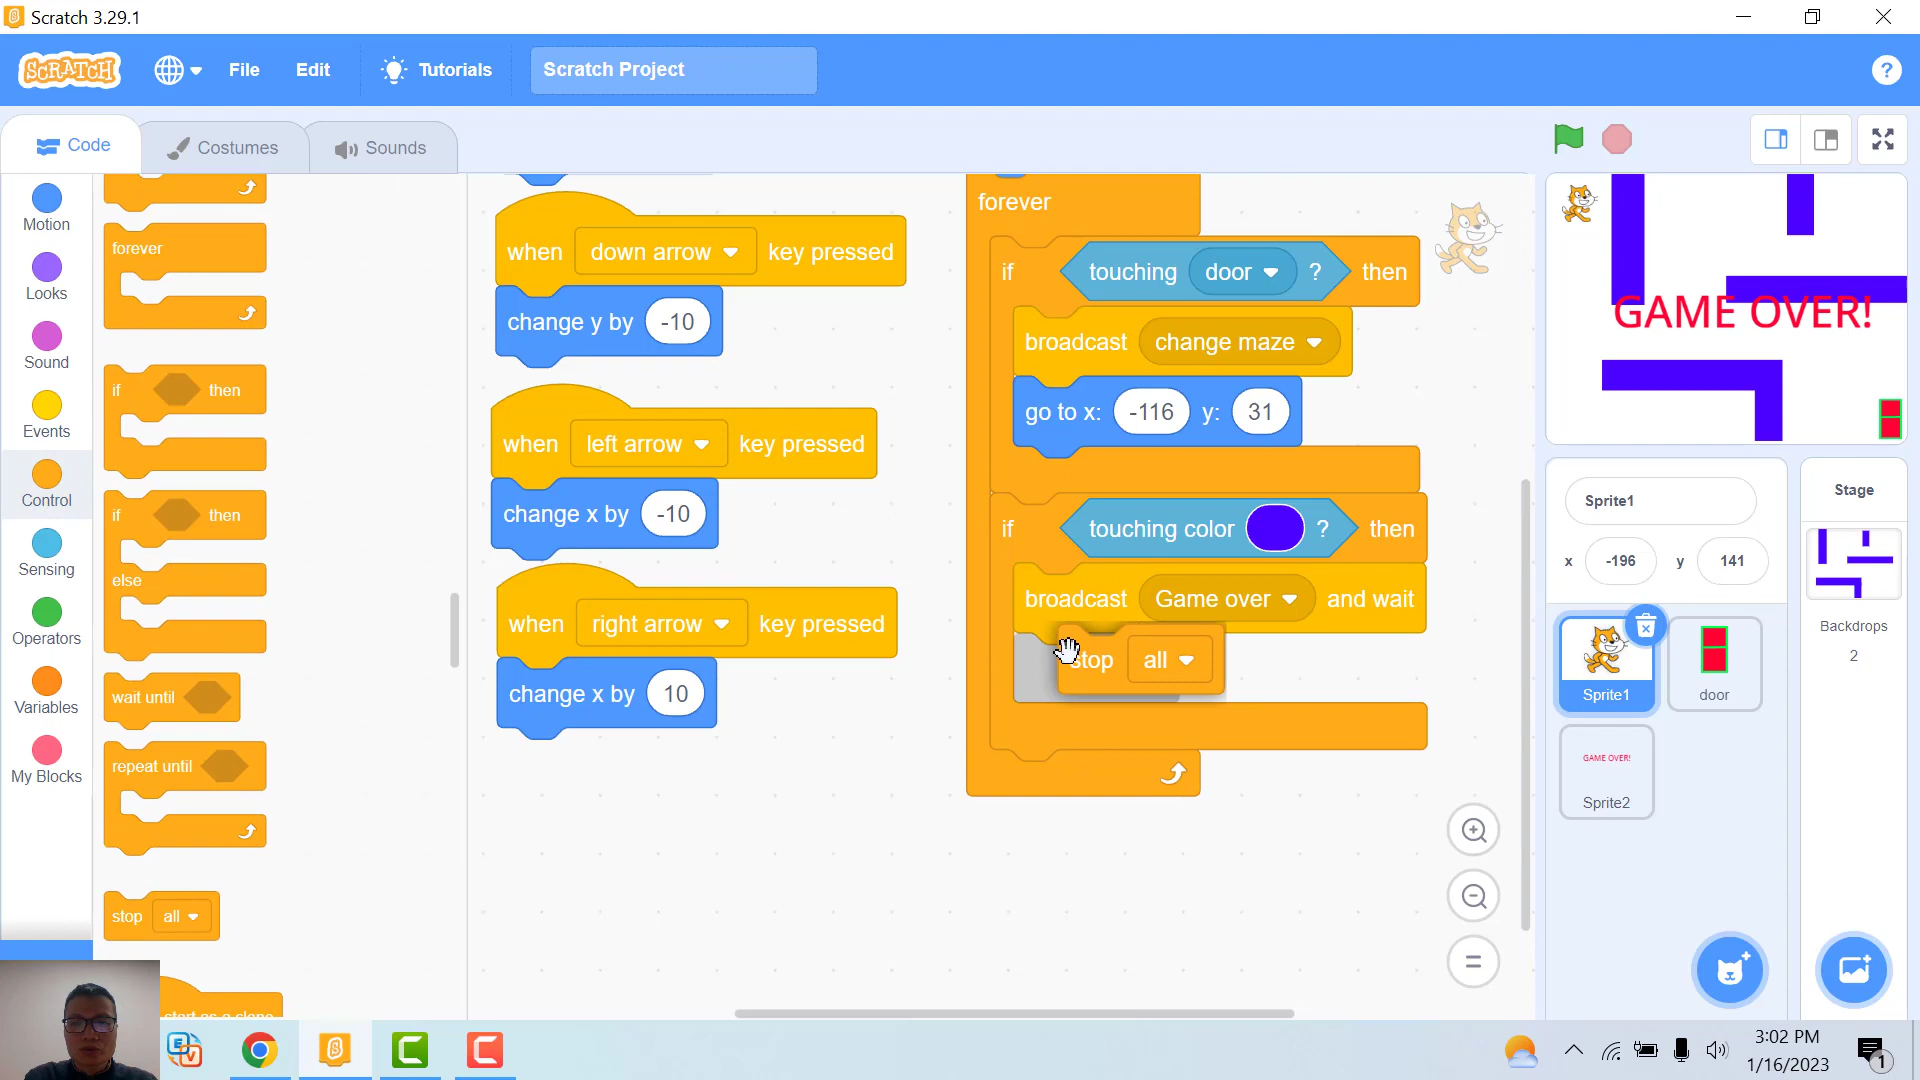 Scratch 3.29.1
SCRATCH
File
Edit
Tutorials
Scratch Project
?
Code
Costumes
Sounds
Motion
Looks
Sound
Events
Control
Sensing
Operators
Variables
My Blocks
forever
if then
if then
else
wait until
repeat until
stop all
start as a clone
when down arrow key pressed
change y by -10
when left arrow key pressed
change x by -10
when right arrow key pressed
change x by 10
forever
if touching door ? then
broadcast change maze
go to x: -116 y: 31
if touching color ? then
broadcast Game over and wait
stop all
GAME OVER!
Sprite1
x -196 y 141
Sprite1
door
GAME OVER!
Sprite2
Stage
Backdrops
2
3:02 PM
1/16/2023
1